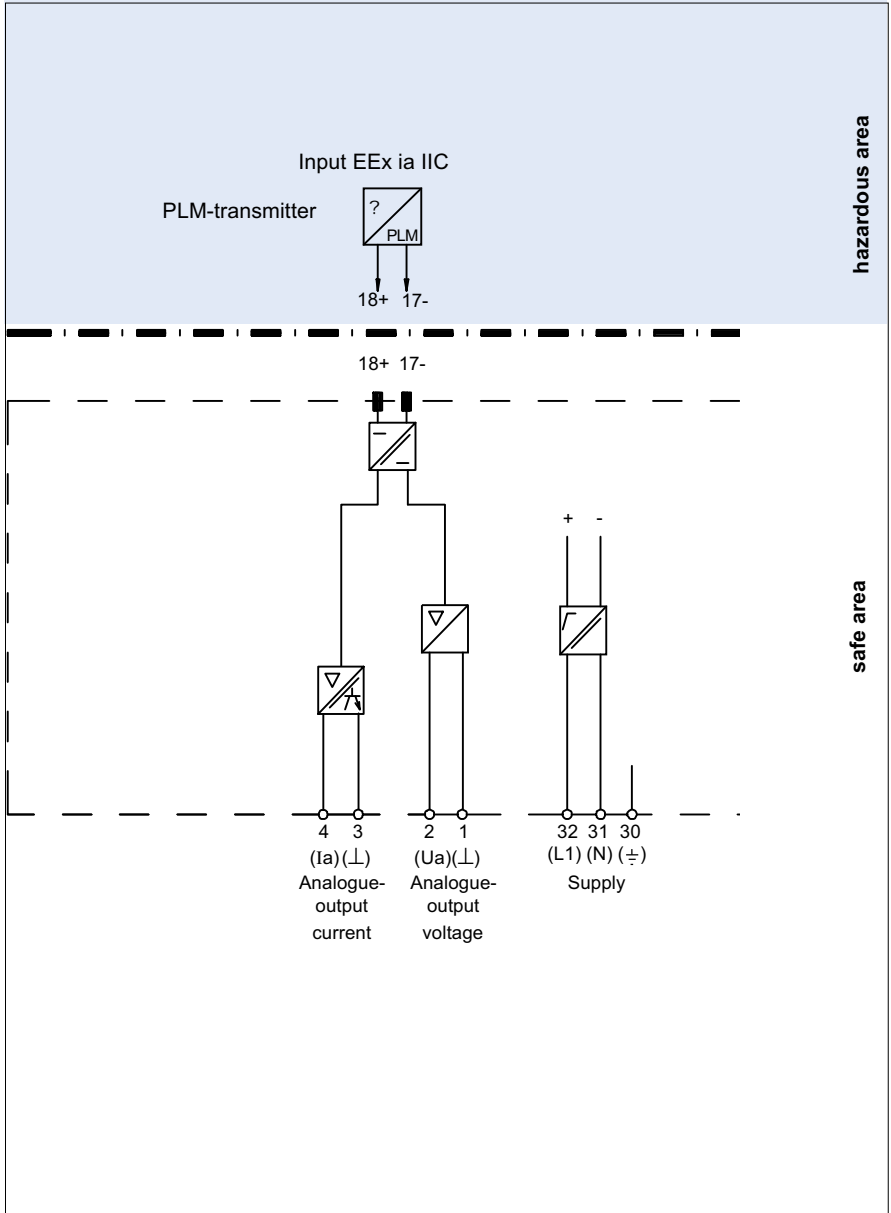 Input EEx ia IIC
PLM-transmitter
?
PLM
18+ 17-
hazardous area
18+ 17-
+ -
safe area
4 3 2 1 32 31 30
(Ia) (⊥) (Ua) (⊥) (L1) (N) (⏚)
Analogue-
output
current
Analogue-
output
voltage
Supply